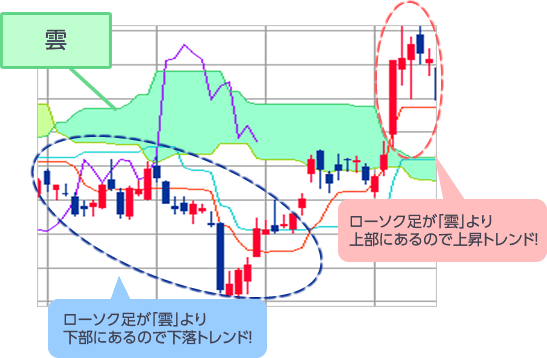 雲
ローソク足が「雲」より
上部にあるので上昇トレンド!
ローソク足が「雲」より
下部にあるので下落トレンド!